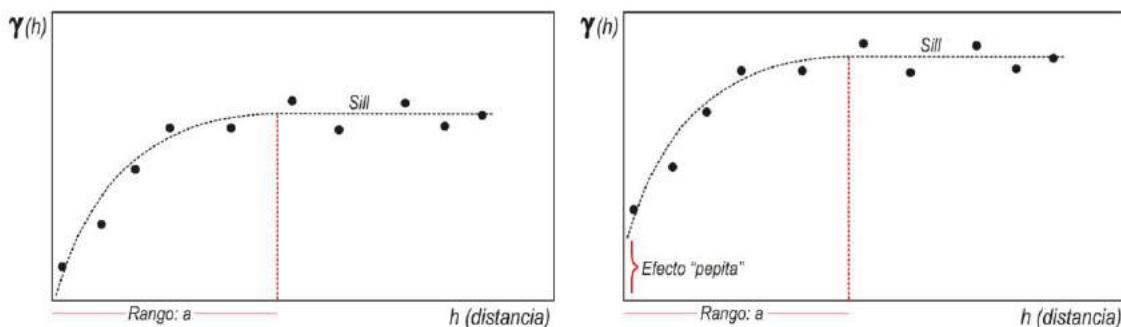 γ(h)
Sill
Rango: a
h (distancia)
γ(h)
Sill
Efecto "pepita"
Rango: a
h (distancia)